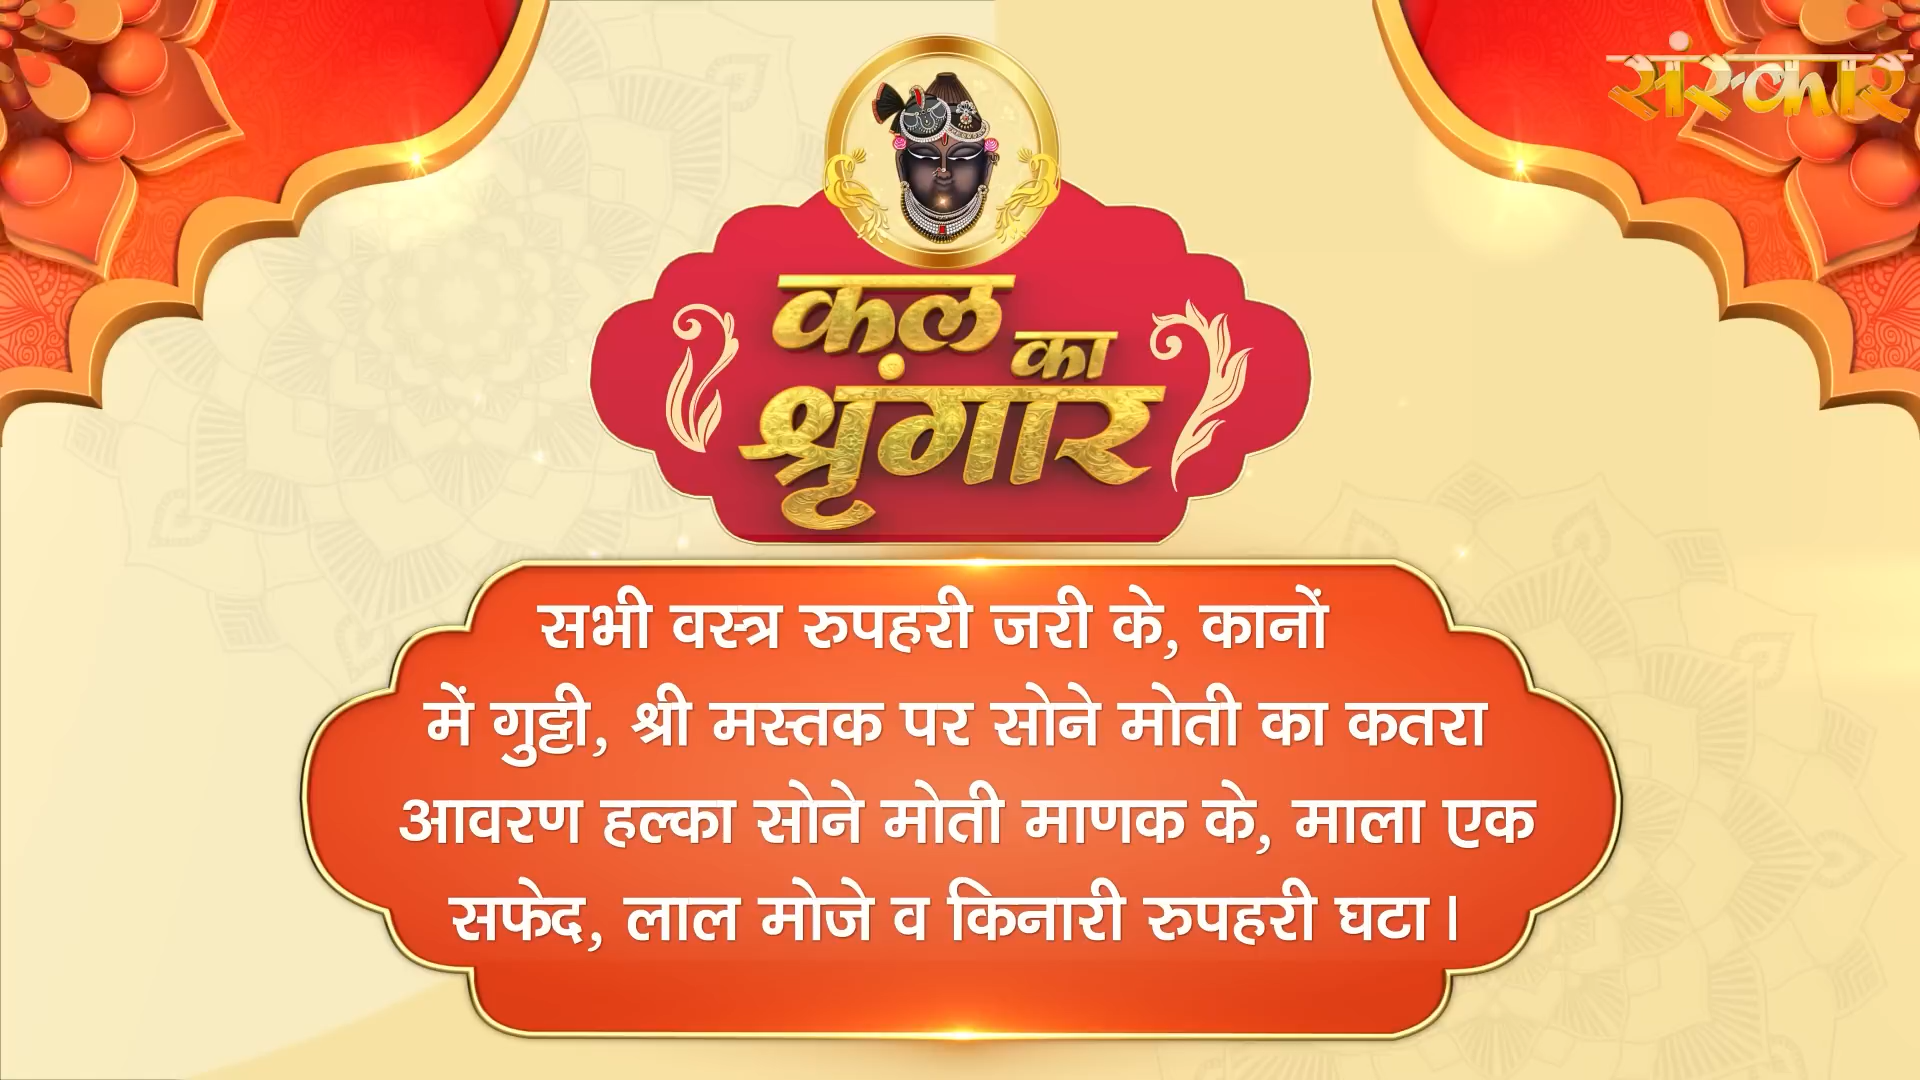 संस्कार
कल का
श्रृंगार
सभी वस्त्र रुपहरी जरी के, कानों
में गुट्टी, श्री मस्तक पर सोने मोती का कतरा
आवरण हल्का सोने मोती माणक के, माला एक
सफेद, लाल मोजे व किनारी रुपहरी घटा।